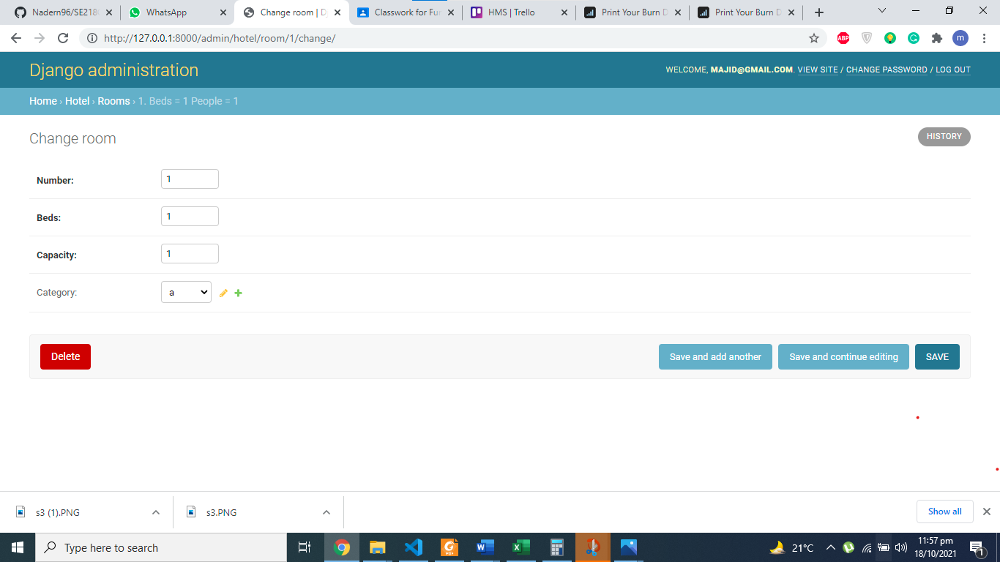 Nadern96/SE218
WhatsApp
Change room | D
Classwork for Fu
HMS | Trello
Print Your Burn D
Print Your Burn D
http://127.0.0.1:8000/admin/hotel/room/1/change/
ABP
m
Django administration
WELCOME, MAJID@GMAIL.COM. VIEW SITE / CHANGE PASSWORD / LOG OUT
Home › Hotel › Rooms › 1. Beds = 1 People = 1
Change room
HISTORY
Number: 1
Beds: 1
Capacity: 1
Category: a
Delete
Save and add another
Save and continue editing
SAVE
s3 (1).PNG
s3.PNG
Show all
Type here to search
21°C
11:57 pm
18/10/2021
1